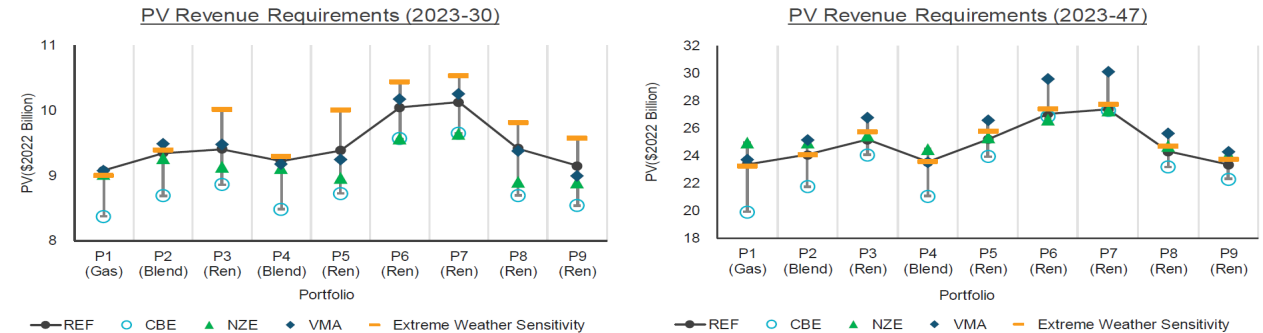 PV Revenue Requirements (2023-30)
PV($2022 Billion)
11
10
9
8
P1 P2 P3 P4 P5 P6 P7 P8 P9
(Gas) (Blend) (Ren) (Blend) (Ren) (Ren) (Ren) (Ren) (Ren)
Portfolio
REF CBE NZE VMA Extreme Weather Sensitivity
PV Revenue Requirements (2023-47)
PV($2022 Billion)
32
30
28
26
24
22
20
18
P1 P2 P3 P4 P5 P6 P7 P8 P9
(Gas) (Blend) (Ren) (Blend) (Ren) (Ren) (Ren) (Ren) (Ren)
Portfolio
REF CBE NZE VMA Extreme Weather Sensitivity